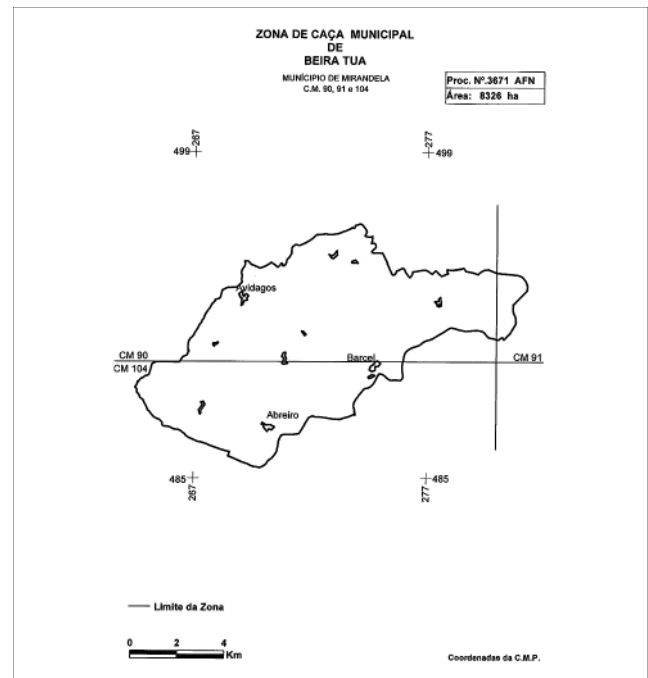 ZONA DE CAÇA MUNICIPAL
DE
BEIRA TUA
MUNÍCIPIO DE MIRANDELA
C.M. 90, 91 e 104
Proc. Nº.3671 AFN
Área: 8326 ha
267
499
277
499
Avidagos
CM 90
Barcel
CM 91
CM 104
Abreiro
485
267
485
277
Limite da Zona
0 2 4
Km
Coordenadas da C.M.P.